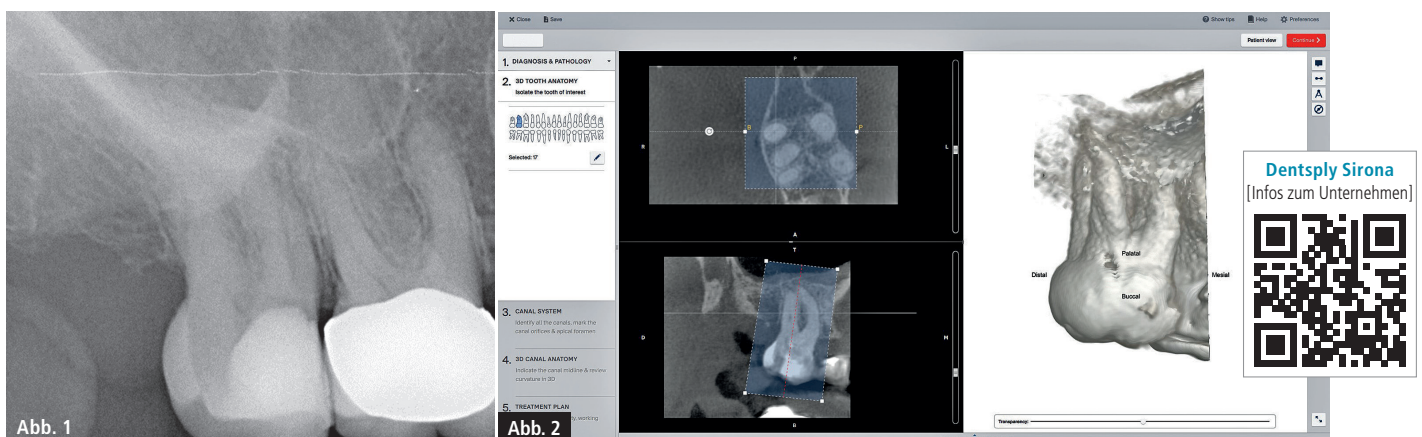 Abb. 1
Close
Save
Show tips
Help
Preferences
Patient view
Continue
1. DIAGNOSIS & PATHOLOGY
2. 3D TOOTH ANATOMY
Isolate the tooth of interest
Selected: 17
3. CANAL SYSTEM
Identify all the canals, mark the
canal orifices & apical foramen
4. 3D CANAL ANATOMY
Indicate the canal midline & review
curvature in 3D
5. TREATMENT PLAN
working
Abb. 2
P
B
P
R
L
A
T
D
M
B
Palatal
Distal
Mesial
Buccal
Transparency:
Dentsply Sirona
[Infos zum Unternehmen]